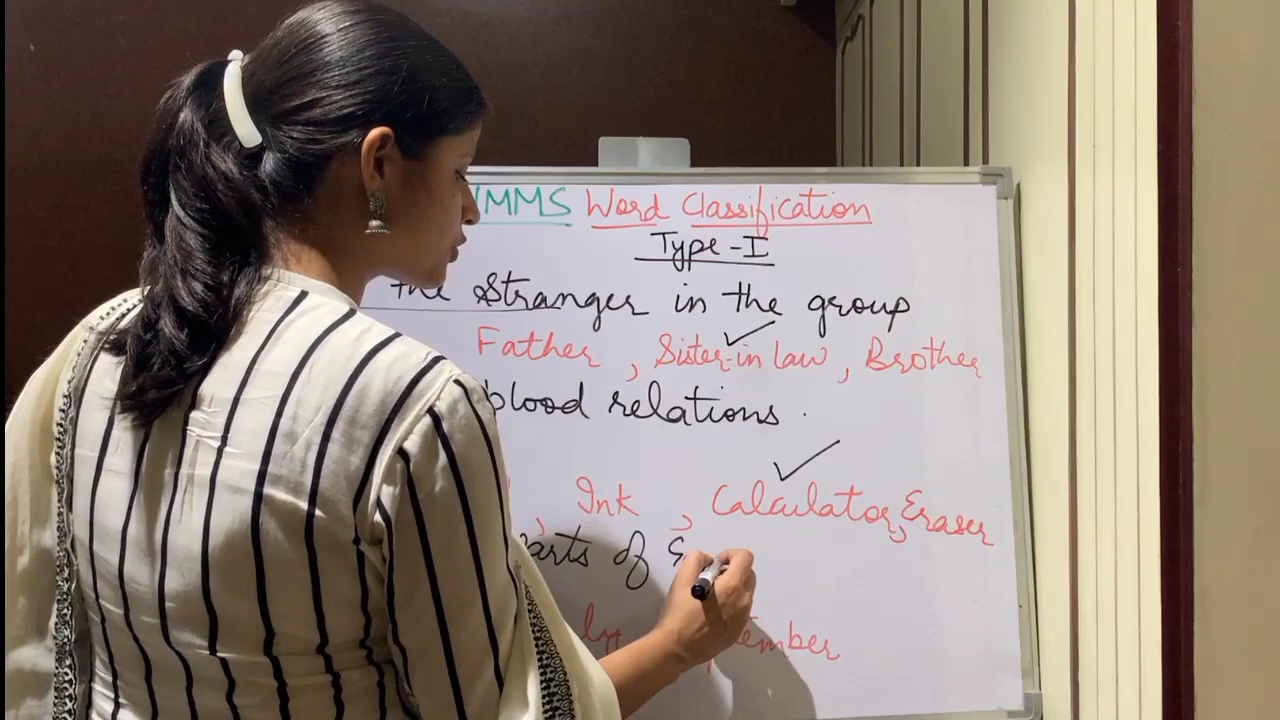 MMS Word Classification
Type-I
the Stranger in the group
Father, Sister-in law, Brother
blood relations.
, Ink, Calculator, Eraser
parts of
ly